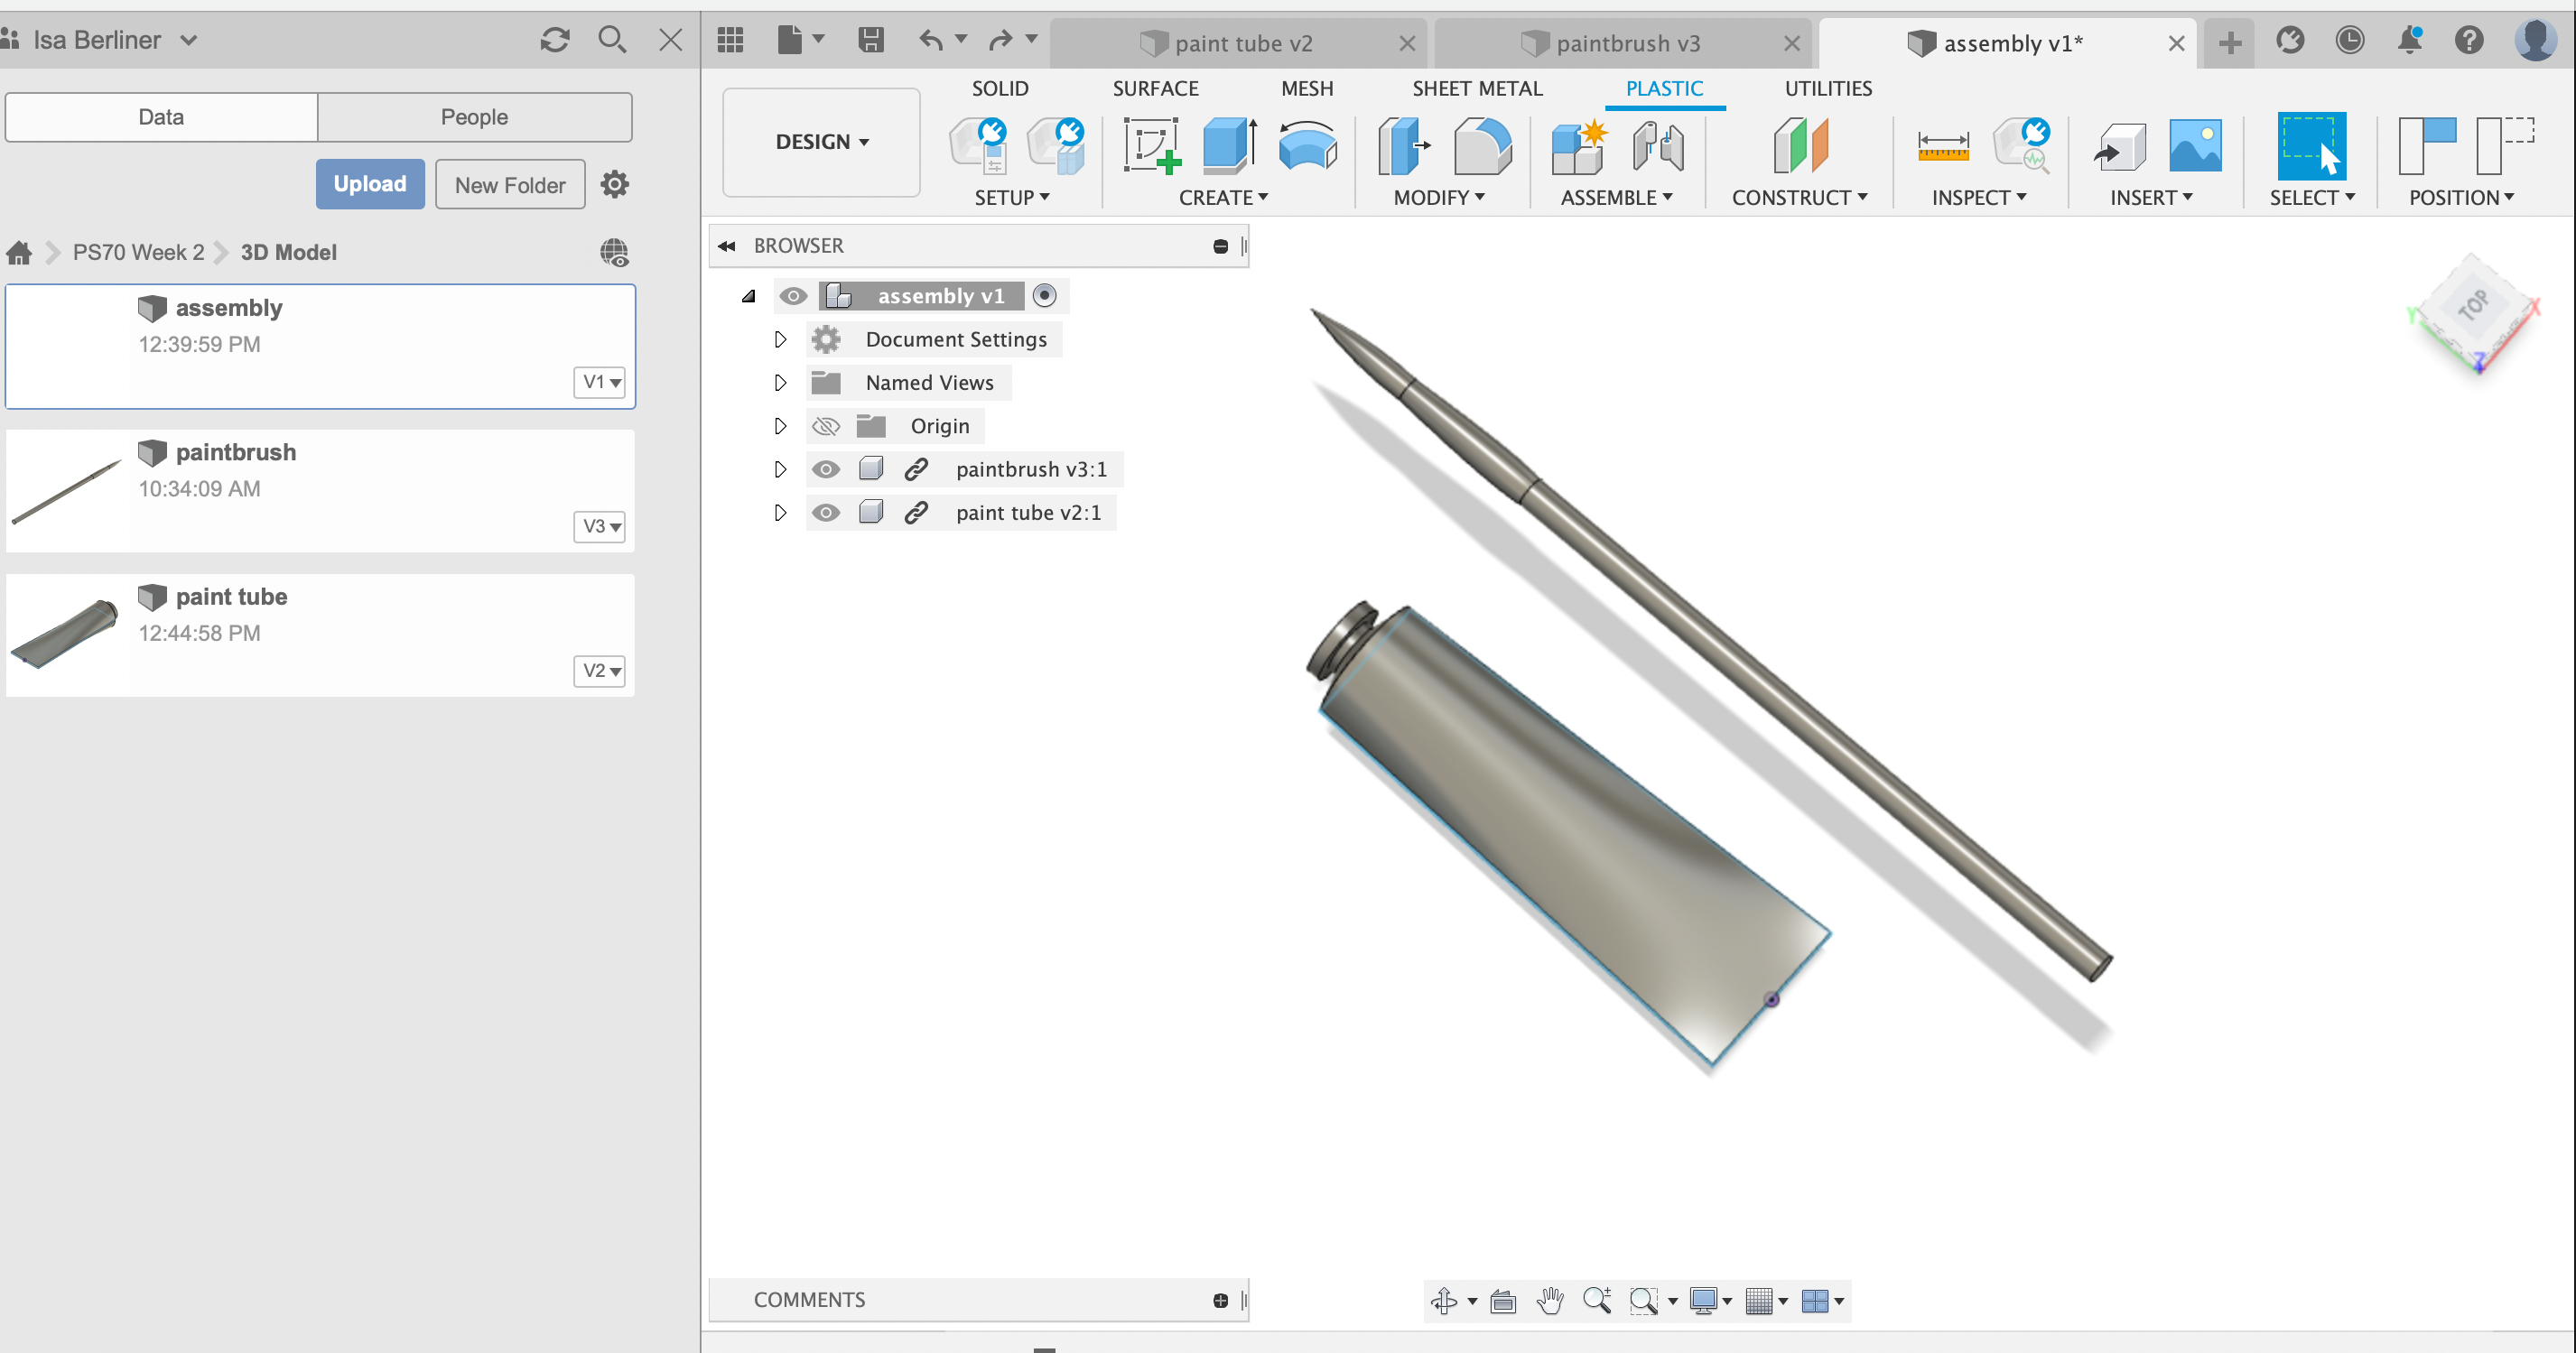 Isa Berliner
paint tube v2
paintbrush v3
assembly v1*
Data
People
Upload
New Folder
PS70 Week 2
3D Model
assembly
12:39:59 PM
V1
paintbrush
10:34:09 AM
V3
paint tube
12:44:58 PM
V2
DESIGN
SOLID
SURFACE
MESH
SHEET METAL
PLASTIC
UTILITIES
SETUP
CREATE
MODIFY
ASSEMBLE
CONSTRUCT
INSPECT
INSERT
SELECT
POSITION
BROWSER
assembly v1
Document Settings
Named Views
Origin
paintbrush v3:1
paint tube v2:1
TOP
X
Y
Z
COMMENTS